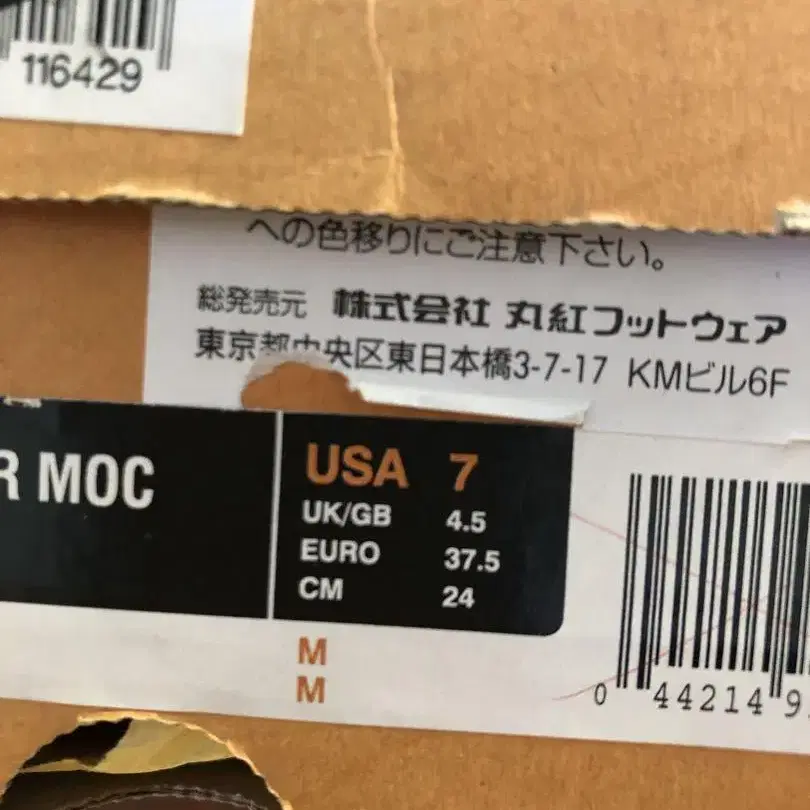 116429
への色移りにご注意下さい。
総発売元 株式会社 丸紅フットウェア
東京都中央区東日本橋3-7-17 KMビル6F
R MOC
USA 7
UK/GB 4.5
EURO 37.5
CM 24
M
M
0 44214 9